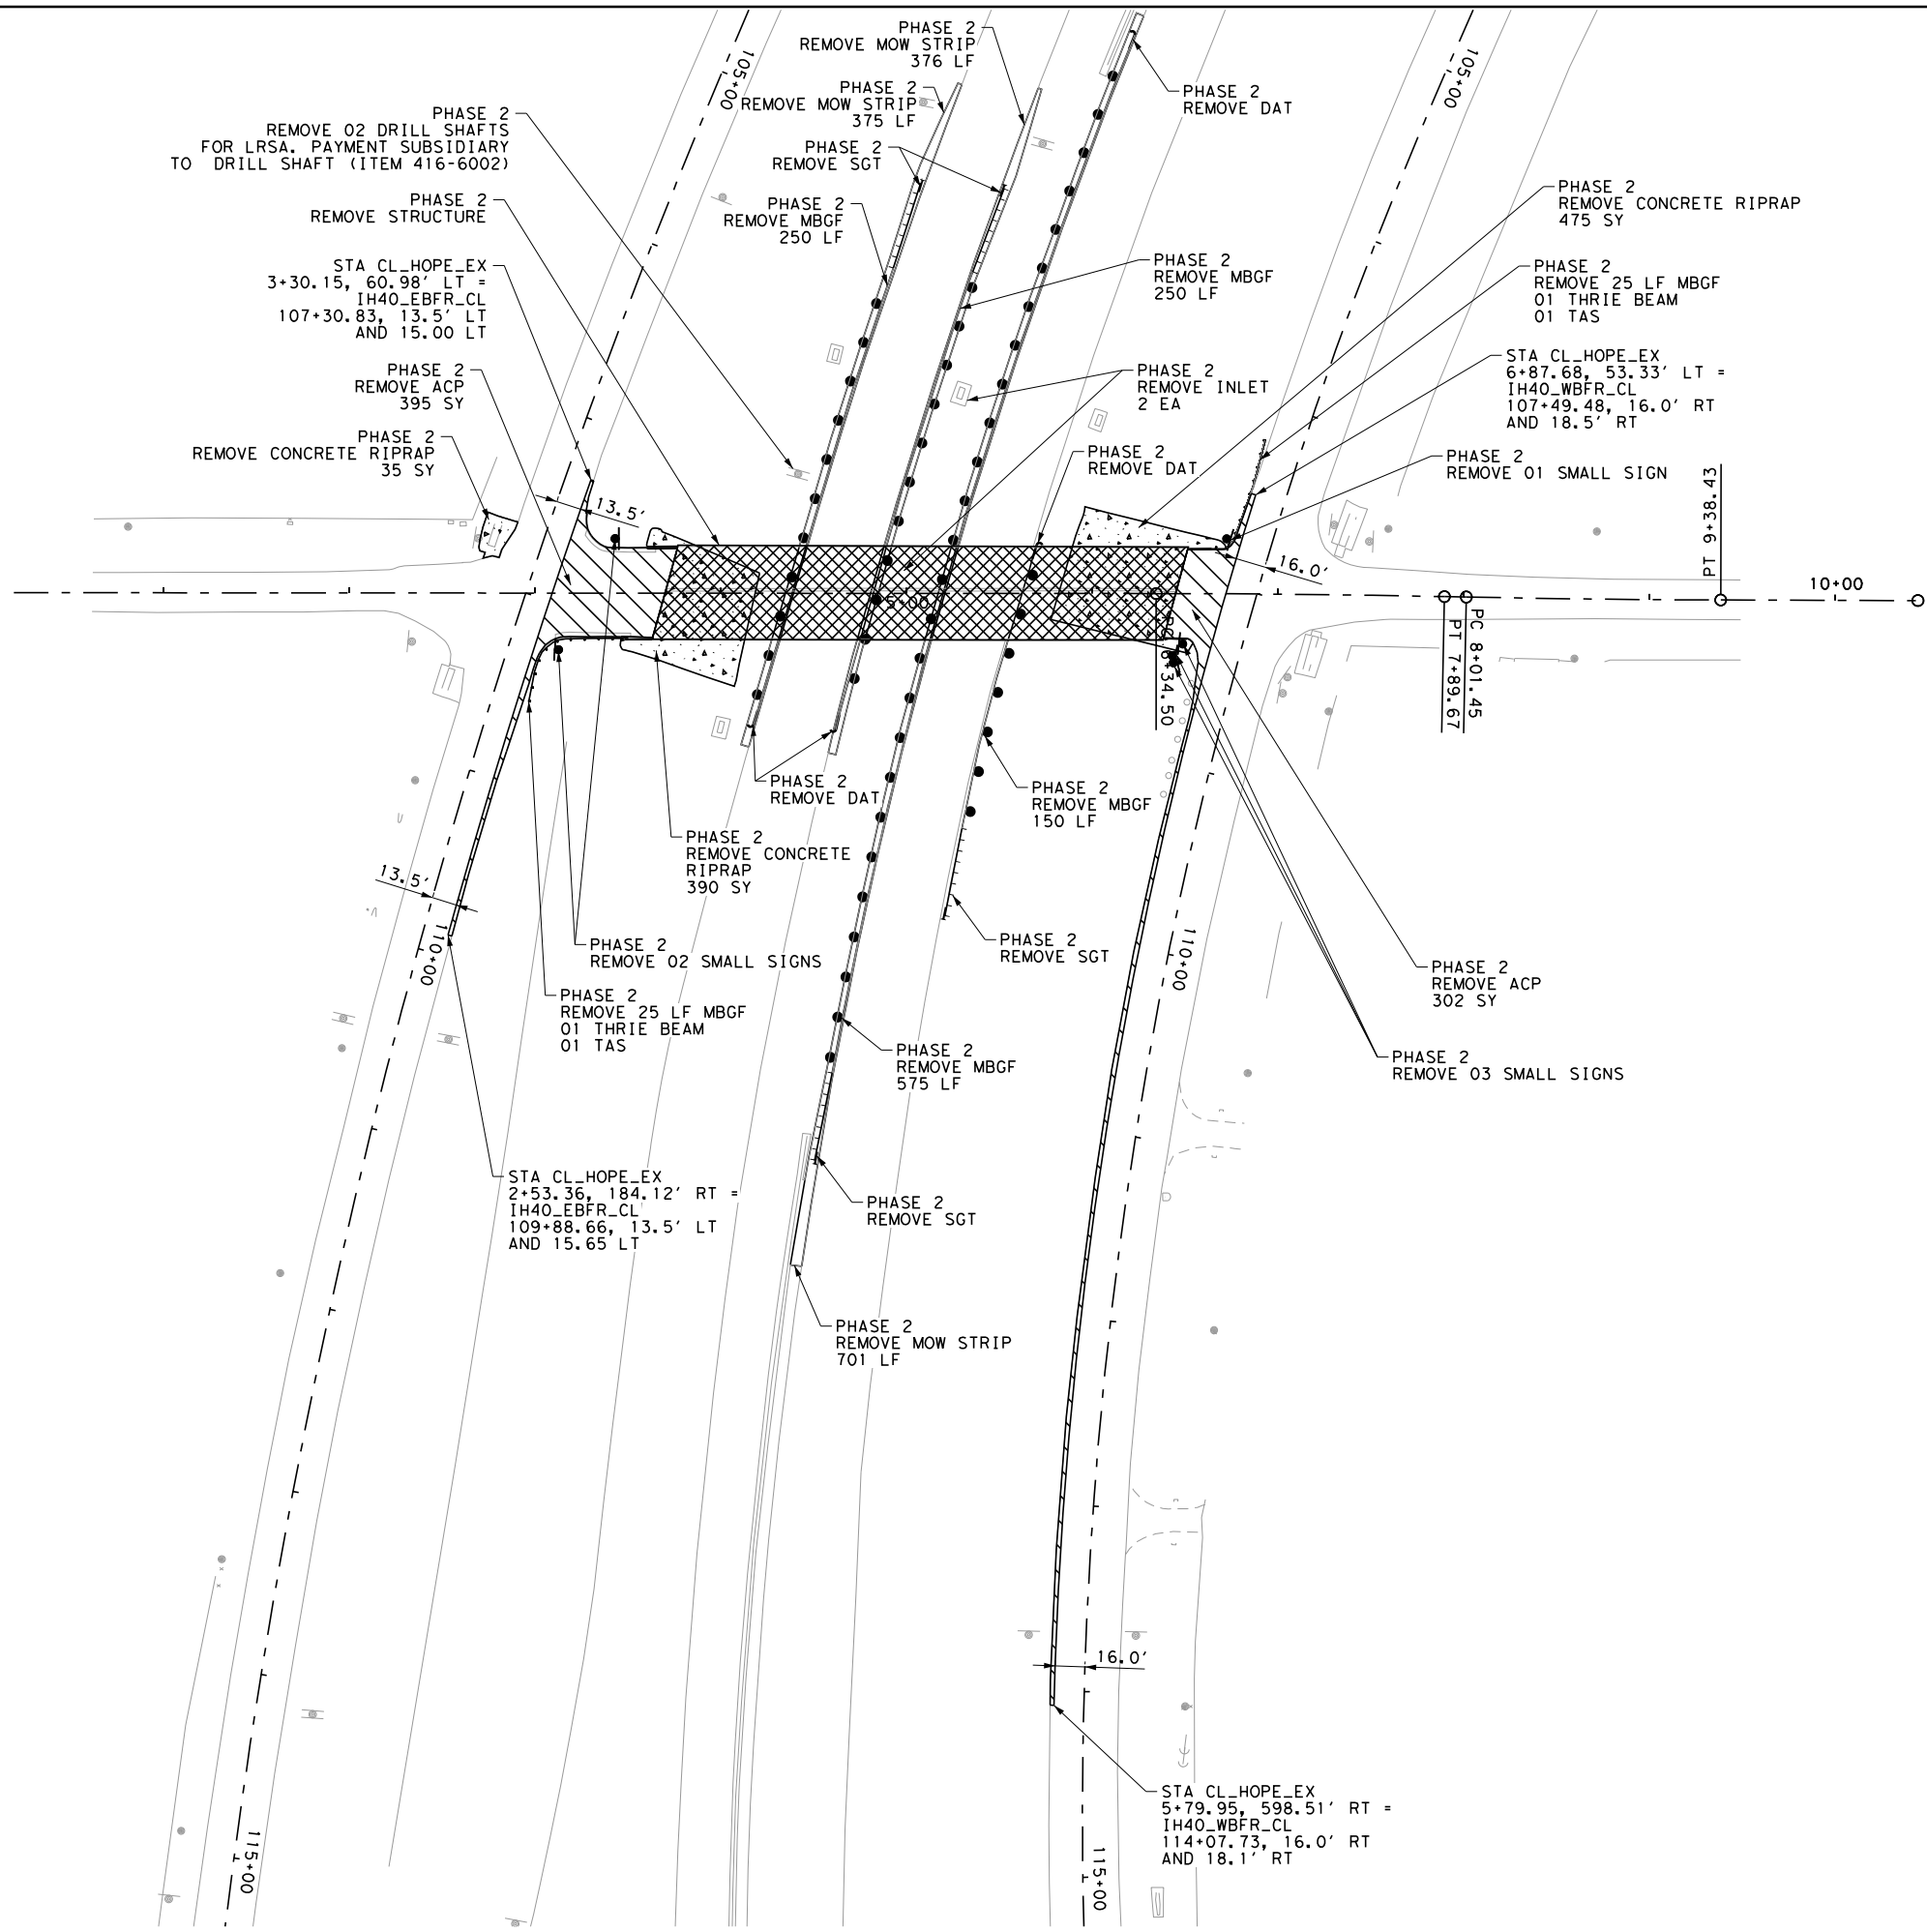 PHASE 2
REMOVE MOW STRIP
376 LF
PHASE 2
REMOVE MOW STRIP
375 LF
PHASE 2
REMOVE SGT
PHASE 2
REMOVE MBGF
250 LF
PHASE 2
REMOVE 02 DRILL SHAFTS
FOR LRSA. PAYMENT SUBSIDIARY
TO DRILL SHAFT (ITEM 416-6002)
PHASE 2
REMOVE STRUCTURE
STA CL_HOPE_EX
3+30.15, 60.98' LT =
IH40_EBFR_CL
107+30.83, 13.5' LT
AND 15.00 LT
PHASE 2
REMOVE ACP
395 SY
PHASE 2
REMOVE CONCRETE RIPRAP
35 SY
105+00
105+00
PHASE 2
REMOVE DAT
PHASE 2
REMOVE CONCRETE RIPRAP
475 SY
PHASE 2
REMOVE MBGF
250 LF
PHASE 2
REMOVE 25 LF MBGF
01 THRIE BEAM
01 TAS
PHASE 2
REMOVE INLET
2 EA
STA CL_HOPE_EX
6+87.68, 53.33' LT =
IH40_WBFR_CL
107+49.48, 16.0' RT
AND 18.5' RT
PHASE 2
REMOVE DAT
PHASE 2
REMOVE 01 SMALL SIGN
13.5'
16.0'
5+00
PC 6+34.50
PT 7+89.67
PC 8+01.45
PT 9+38.43
10+00
PHASE 2
REMOVE DAT
PHASE 2
REMOVE MBGF
150 LF
PHASE 2
REMOVE CONCRETE
RIPRAP
390 SY
13.5'
110+00
110+00
PHASE 2
REMOVE 02 SMALL SIGNS
PHASE 2
REMOVE SGT
PHASE 2
REMOVE ACP
302 SY
PHASE 2
REMOVE 25 LF MBGF
01 THRIE BEAM
01 TAS
PHASE 2
REMOVE MBGF
575 LF
PHASE 2
REMOVE 03 SMALL SIGNS
STA CL_HOPE_EX
2+53.36, 184.12' RT =
IH40_EBFR_CL
109+88.66, 13.5' LT
AND 15.65 LT
PHASE 2
REMOVE SGT
PHASE 2
REMOVE MOW STRIP
701 LF
16.0'
STA CL_HOPE_EX
5+79.95, 598.51' RT =
IH40_WBFR_CL
114+07.73, 16.0' RT
AND 18.1' RT
115+00
115+00